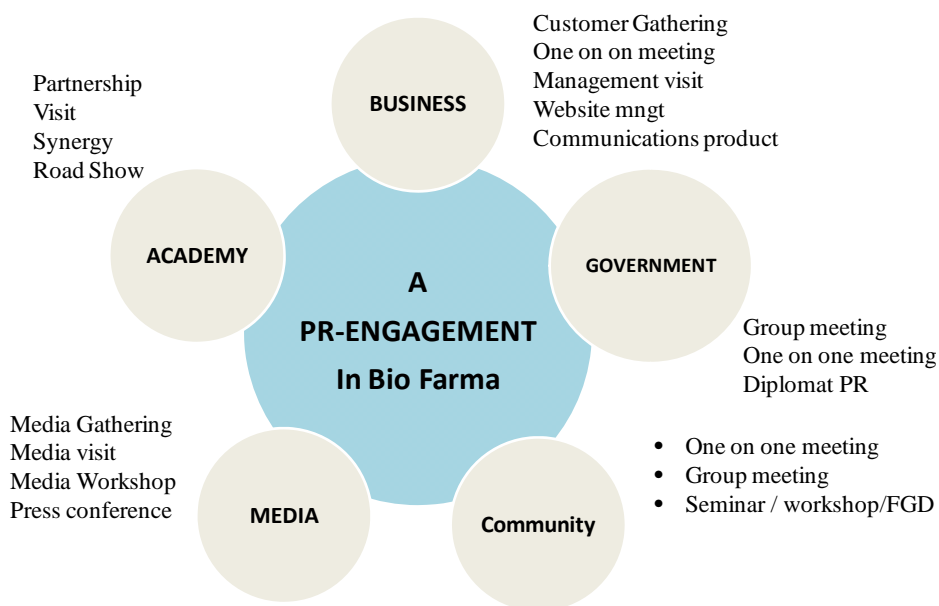 Customer Gathering
One on on meeting
Management visit
Website mngt
Communications product
BUSINESS
Partnership
Visit
Synergy
Road Show
ACADEMY
GOVERNMENT
A
PR-ENGAGEMENT
In Bio Farma
Group meeting
One on one meeting
Diplomat PR
Media Gathering
Media visit
Media Workshop
Press conference
MEDIA
Community
• One on one meeting
• Group meeting
• Seminar / workshop/FGD